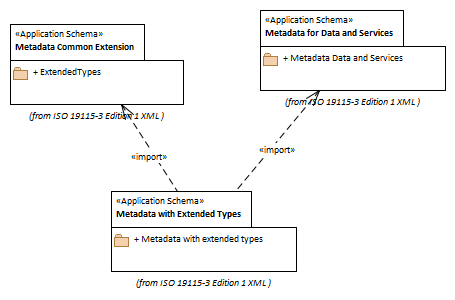 «Application Schema»
Metadata Common Extension
+ ExtendedTypes
(from ISO 19115-3 Edition 1 XML )
«Application Schema»
Metadata for Data and Services
+ Metadata Data and Services
(from ISO 19115-3 Edition 1 XML )
«import»
«import»
«Application Schema»
Metadata with Extended Types
+ Metadata with extended types
(from ISO 19115-3 Edition 1 XML )